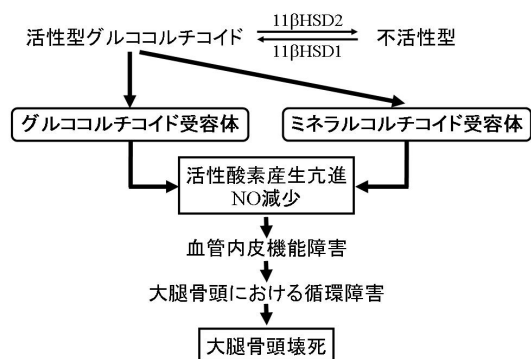 11βHSD2
活性型グルココルチコイド
不活性型
11βHSD1
グルココルチコイド受容体
ミネラルコルチコイド受容体
活性酸素産生亢進
NO減少
血管内皮機能障害
大腿骨頭における循環障害
大腿骨頭壊死